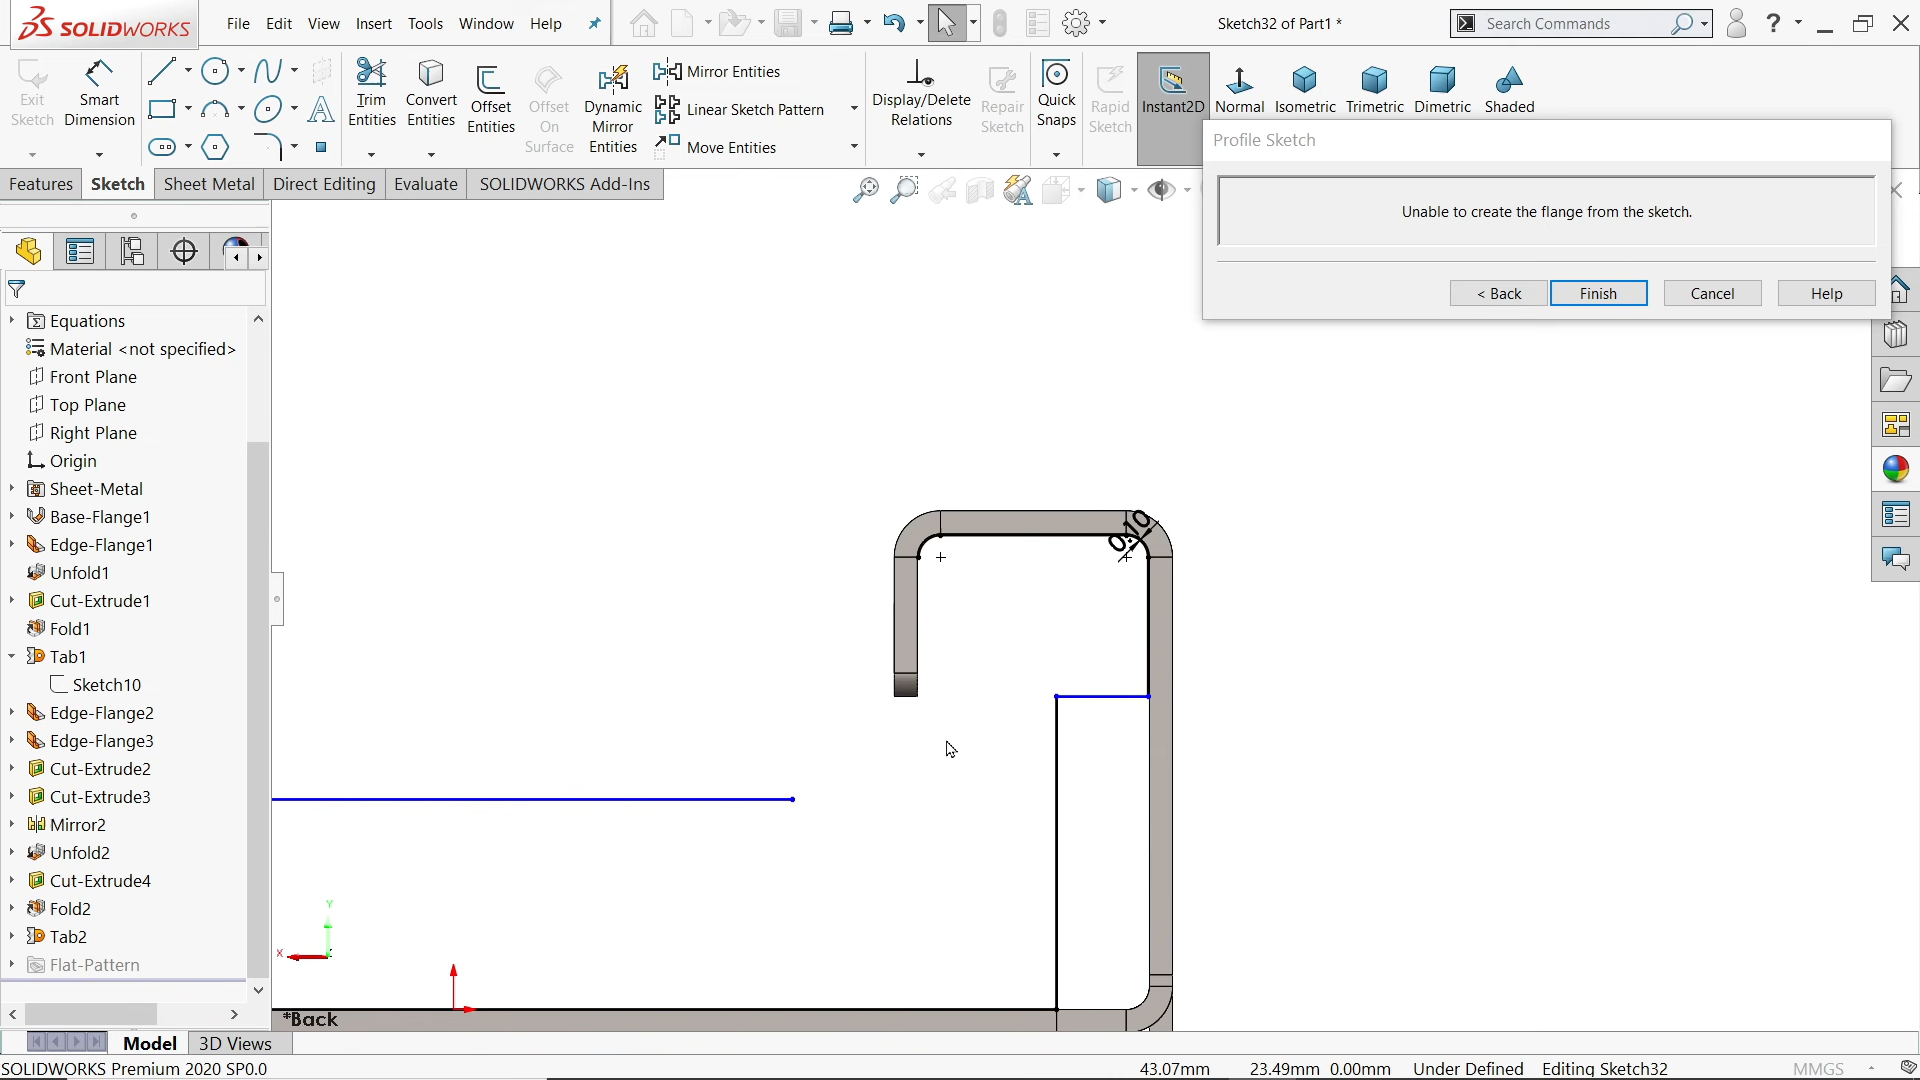 SOLIDWORKS
File Edit View Insert Tools Window Help
Sketch32 of Part1 *
Search Commands
?
Exit Sketch
Smart Dimension
Trim Entities
Convert Entities
Offset Entities
Offset On Surface
Dynamic Mirror Entities
Mirror Entities
Linear Sketch Pattern
Move Entities
Display/Delete Relations
Repair Sketch
Quick Snaps
Rapid Sketch
Instant2D
Normal
Isometric
Trimetric
Dimetric
Shaded
Features Sketch Sheet Metal Direct Editing Evaluate SOLIDWORKS Add-Ins
Profile Sketch
Unable to create the flange from the sketch.
< Back Finish Cancel Help
Equations
Material <not specified>
Front Plane
Top Plane
Right Plane
Origin
Sheet-Metal
Base-Flange1
Edge-Flange1
Unfold1
Cut-Extrude1
Fold1
Tab1
Sketch10
Edge-Flange2
Edge-Flange3
Cut-Extrude2
Cut-Extrude3
Mirror2
Unfold2
Cut-Extrude4
Fold2
Tab2
Flat-Pattern
0.10
Y
X
*Back
Model 3D Views
SOLIDWORKS Premium 2020 SP0.0
43.07mm 23.49mm 0.00mm Under Defined Editing Sketch32 MMGS